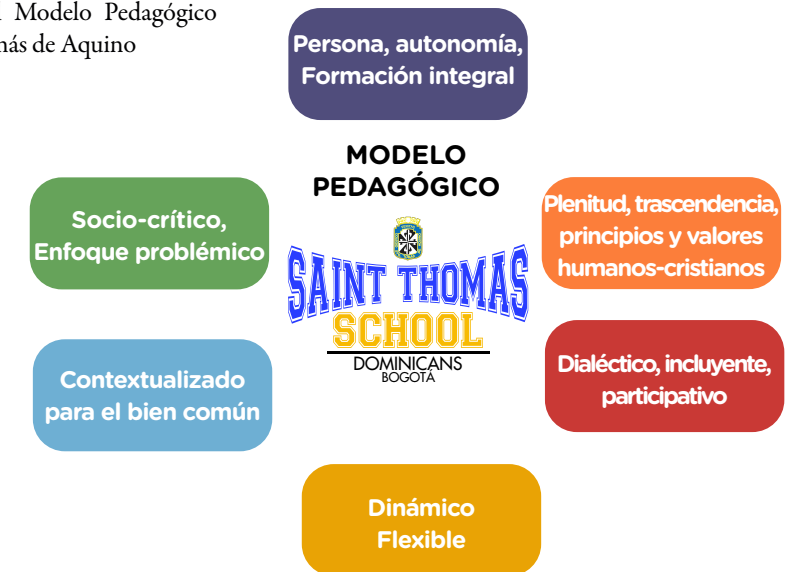 Modelo Pedagógico
de Aquino
Persona, autonomía,
Formación integral
MODELO
PEDAGÓGICO
Socio-crítico,
Enfoque problémico
Plenitud, trascendencia,
principios y valores
humanos-cristianos
SAINT THOMAS
SCHOOL
DOMINICANS
BOGOTÁ
Contextualizado
para el bien común
Dialéctico, incluyente,
participativo
Dinámico
Flexible